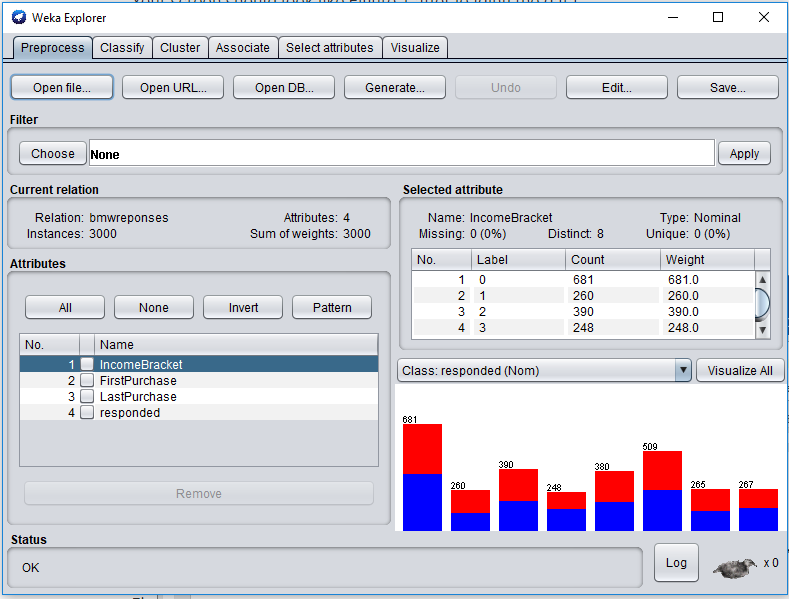 Weka Explorer
Preprocess Classify Cluster Associate Select attributes Visualize
Open file... Open URL... Open DB... Generate... Undo Edit... Save...
Filter
Choose None Apply
Current relation
Relation: bmwreponses Attributes: 4
Instances: 3000 Sum of weights: 3000
Selected attribute
Name: IncomeBracket Type: Nominal
Missing: 0 (0%) Distinct: 8 Unique: 0 (0%)
No. Label Count Weight
1 0 681 681.0
2 1 260 260.0
3 2 390 390.0
4 3 248 248.0
Attributes
All None Invert Pattern
No. Name
1 IncomeBracket
2 FirstPurchase
3 LastPurchase
4 responded
Remove
Class: responded (Nom) Visualize All
681 260 390 248 380 509 265 267
Status
OK Log x 0